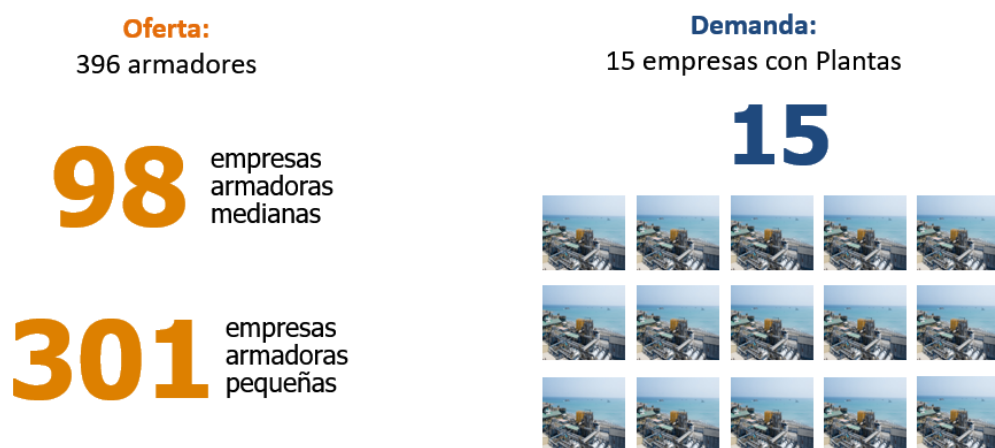 Oferta:
396 armadores
98
empresas
armadoras
medianas
301
empresas
armadoras
pequeñas
Demanda:
15 empresas con Plantas
15